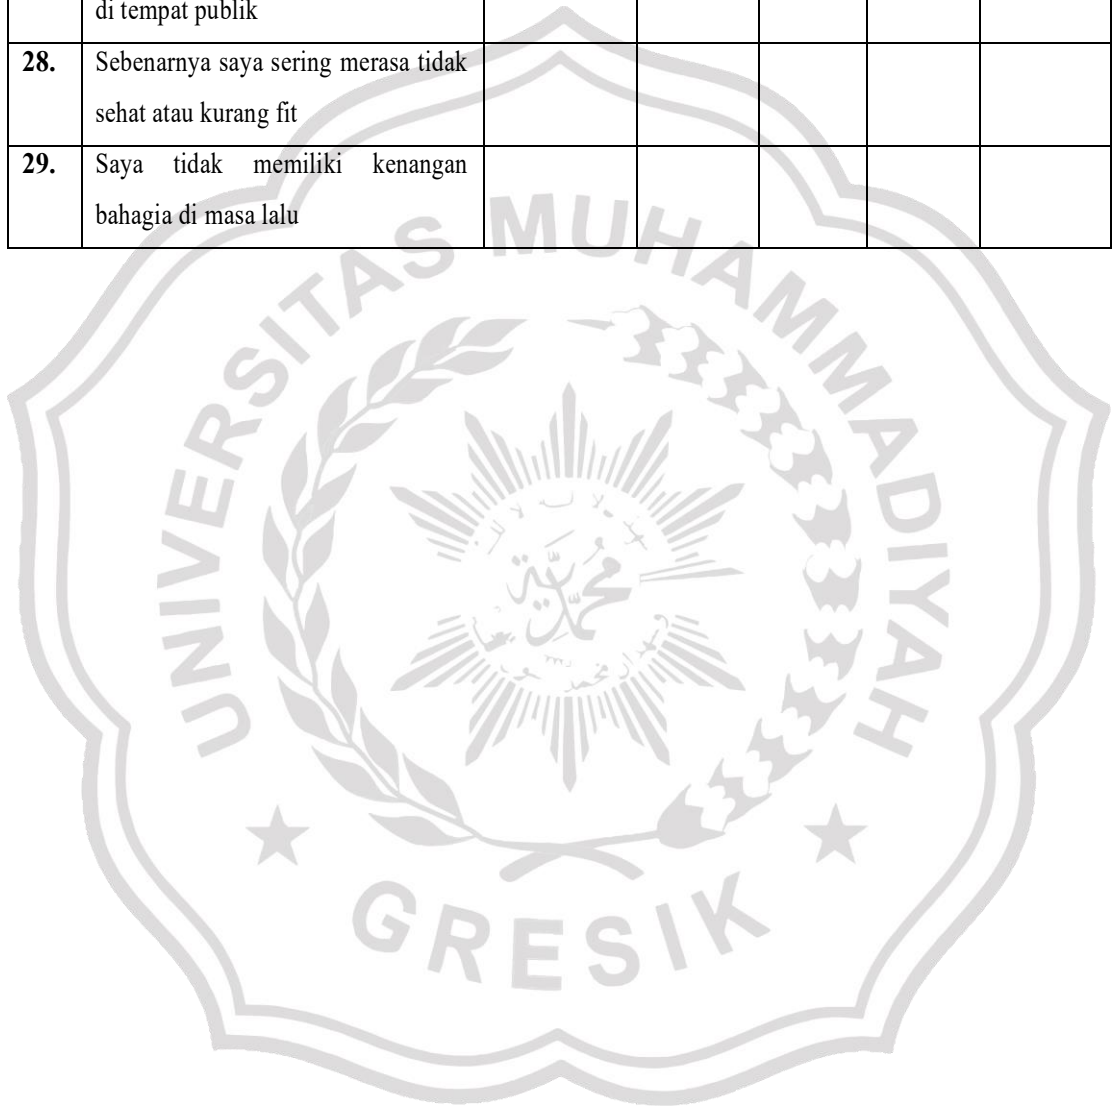 di tempat publik
28. Sebenarnya saya sering merasa tidak
sehat atau kurang fit
29. Saya tidak memiliki kenangan
bahagia di masa lalu
UNIVERSITAS MUHAMMADIYAH
محمدية
GRESIK